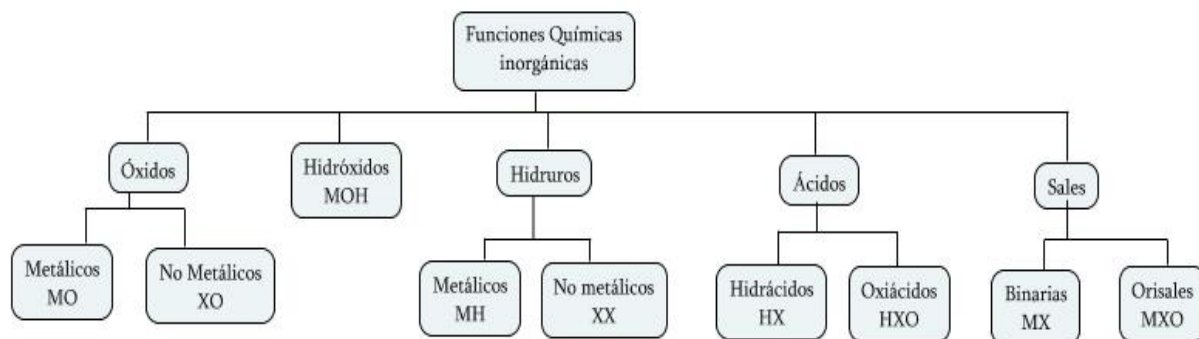 Funciones Químicas
inorgánicas
Óxidos
Hidróxidos
MOH
Hidruros
Ácidos
Sales
Metálicos
MO
No Metálicos
XO
Metálicos
MH
No metálicos
XX
Hidrácidos
HX
Oxiácidos
HXO
Binarias
MX
Orisales
MXO